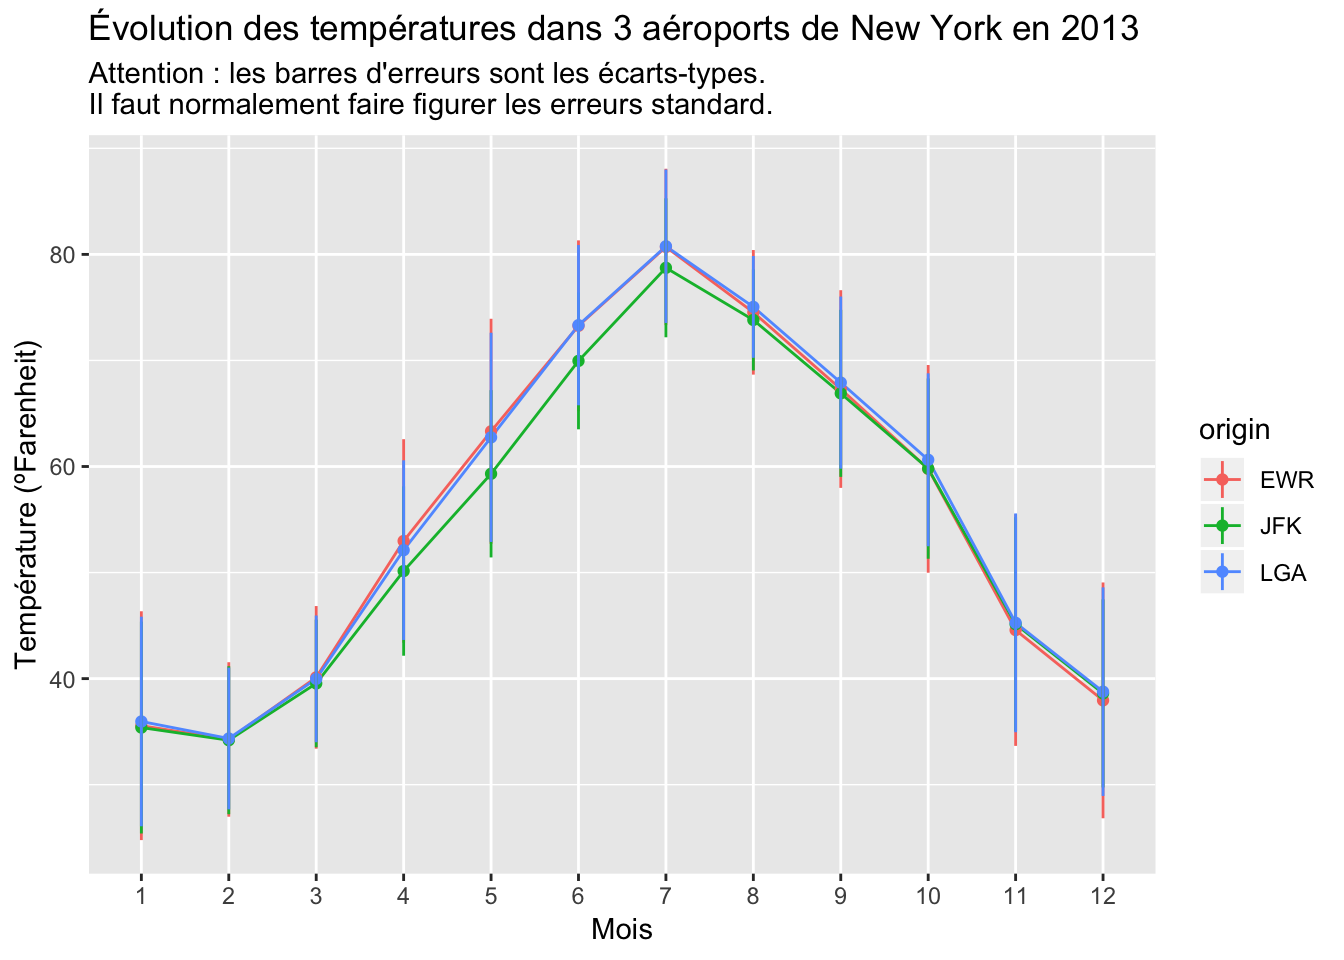 Évolution des températures dans 3 aéroports de New York en 2013
Attention : les barres d'erreurs sont les écarts-types.
Il faut normalement faire figurer les erreurs standard.
Température (ºFarenheit)
80
60
40
1 2 3 4 5 6 7 8 9 10 11 12
Mois
origin
EWR
JFK
LGA